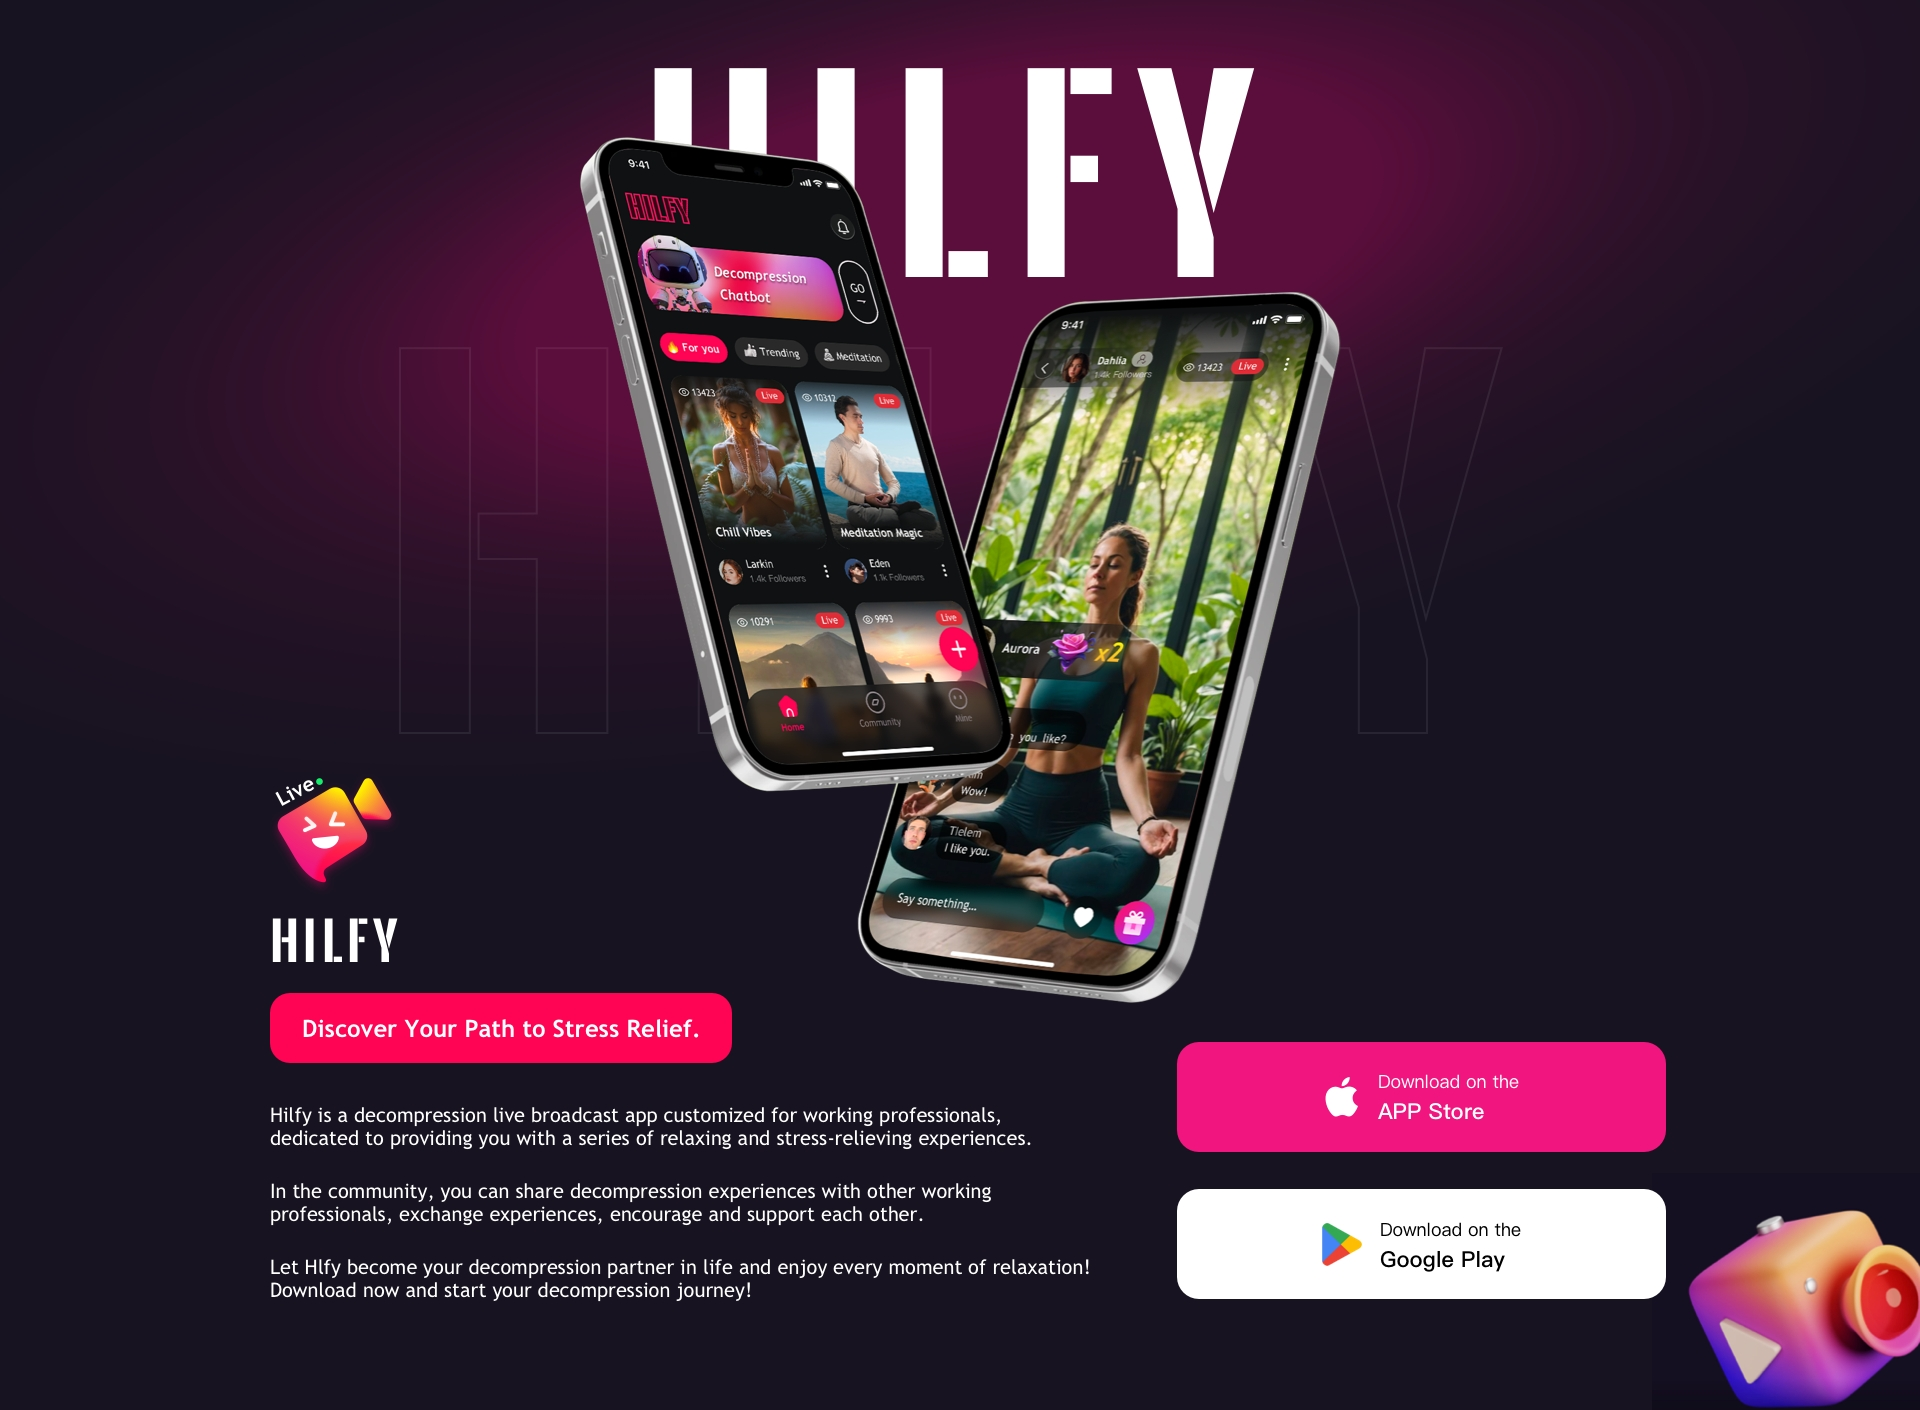 HILFY
9:41
HILFY
Decompression
Chatbot
GO
For you
Trending
Meditation
13423
Live
10312
Live
Chill Vibes
Meditation Magic
Larkin
1.4k Followers
Eden
1.1k Followers
10291
Live
9993
Live
Home
Community
Mine
9:41
Dahlia
1.4k Followers
13423
Live
Aurora
x2
you like?
Wow!
Tielem
I like you.
Say something...
HILFY
Live
HILFY
Discover Your Path to Stress Relief.
Hilfy is a decompression live broadcast app customized for working professionals,
dedicated to providing you with a series of relaxing and stress-relieving experiences.
In the community, you can share decompression experiences with other working
professionals, exchange experiences, encourage and support each other.
Let Hlfy become your decompression partner in life and enjoy every moment of relaxation!
Download now and start your decompression journey!
Download on the
APP Store
Download on the
Google Play